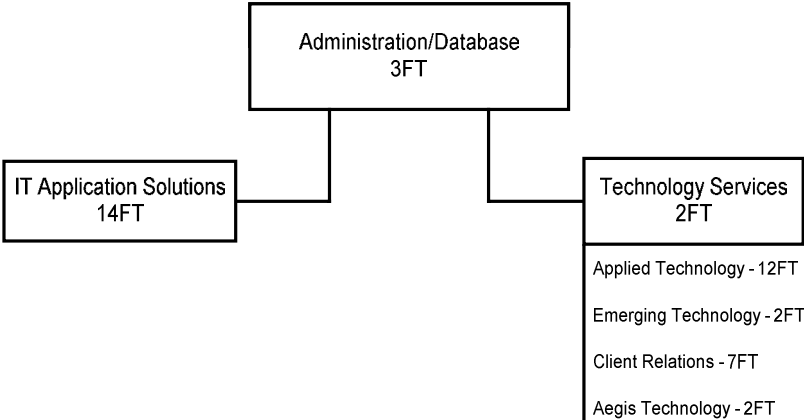 Administration/Database
3FT
IT Application Solutions
14FT
Technology Services
2FT
Applied Technology - 12FT
Emerging Technology - 2FT
Client Relations - 7FT
Aegis Technology - 2FT